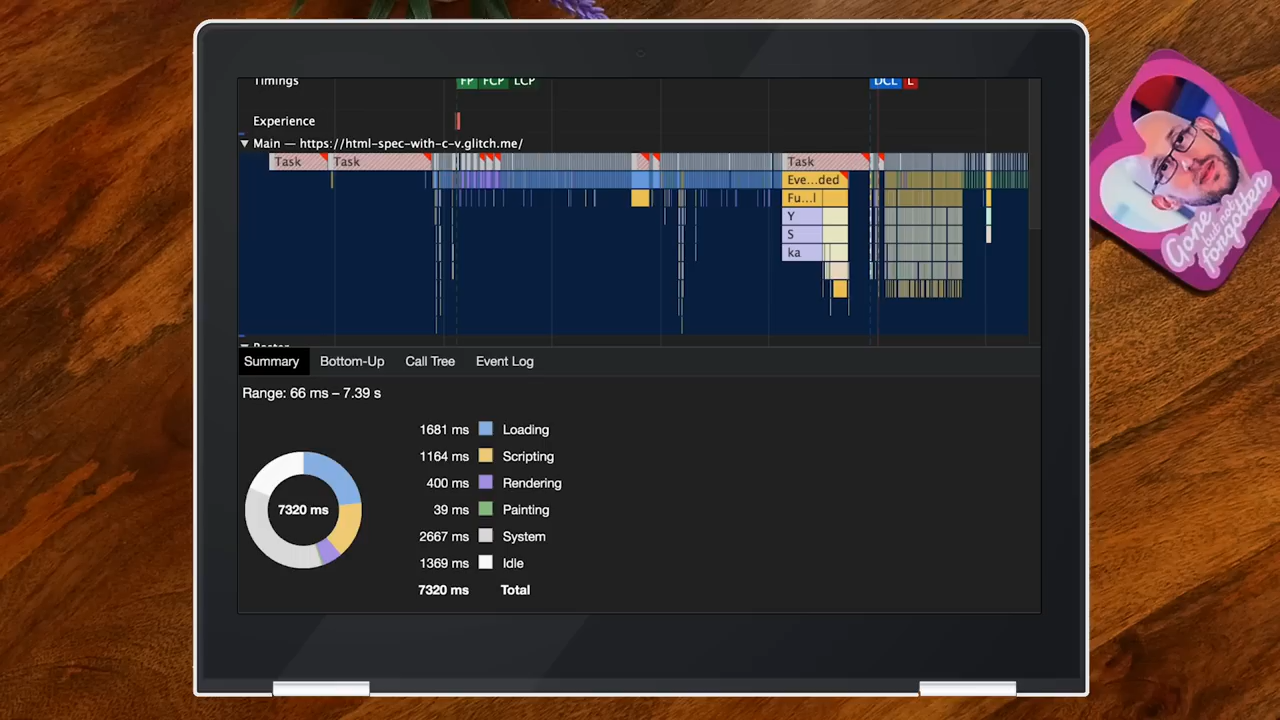 Timings
FP FCP LCP DCL L
Experience
Main — https://html-spec-with-c-v.glitch.me/
Task Task Task
Eve...ded
Fu...l
Y
S
ka
Summary Bottom-Up Call Tree Event Log
Range: 66 ms – 7.39 s
1681 ms Loading
1164 ms Scripting
400 ms Rendering
39 ms Painting
2667 ms System
1369 ms Idle
7320 ms Total
7320 ms
Gone
but not
forgotten